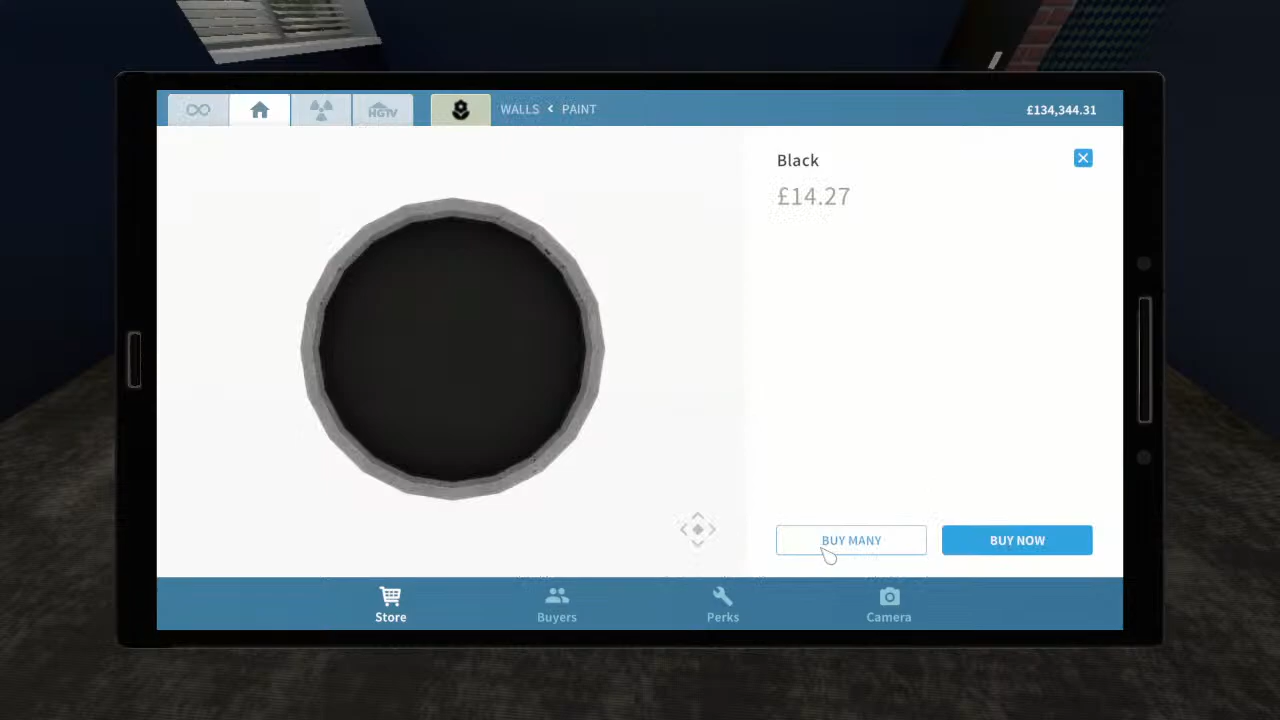 HGTV
WALLS < PAINT
£134,344.31
Black
£14.27
BUY MANY
BUY NOW
Store
Buyers
Perks
Camera